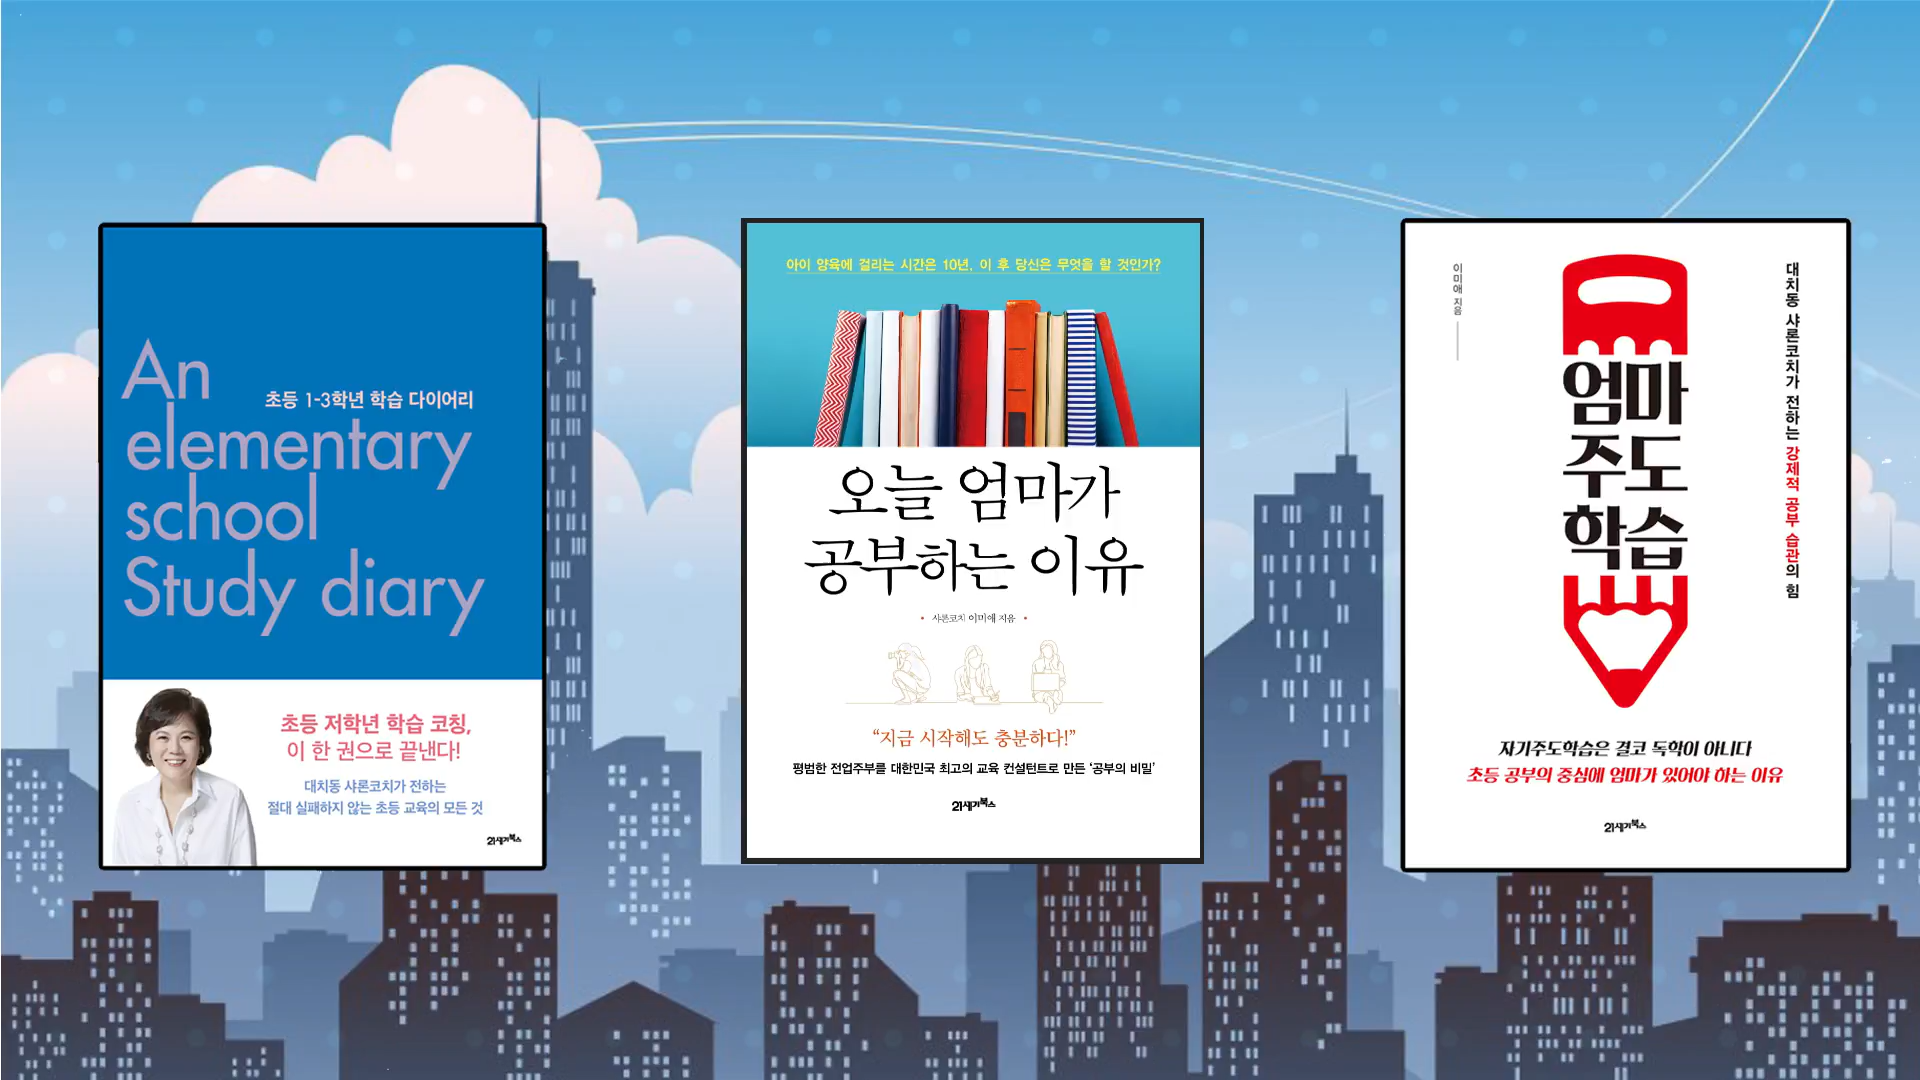 An
elementary
school
Study diary
초등 1-3학년 학습 다이어리
초등 저학년 학습 코칭,
이 한 권으로 끝낸다!
대치동 샤론코치가 전하는
절대 실패하지 않는 초등 교육의 모든 것
21세기북스
아이 양육에 걸리는 시간은 10년, 이 후 당신은 무엇을 할 것인가?
오늘 엄마가
공부하는 이유
• 샤론코치 이미애 지음 •
“지금 시작해도 충분하다!”
평범한 전업주부를 대한민국 최고의 교육 컨설턴트로 만든 ‘공부의 비밀’
21세기북스
이미애 지음
엄마
주도
학습
대치동 샤론코치가 전하는 강제적 공부 습관의 힘
자기주도학습은 결코 독학이 아니다
초등 공부의 중심에 엄마가 있어야 하는 이유
21세기북스